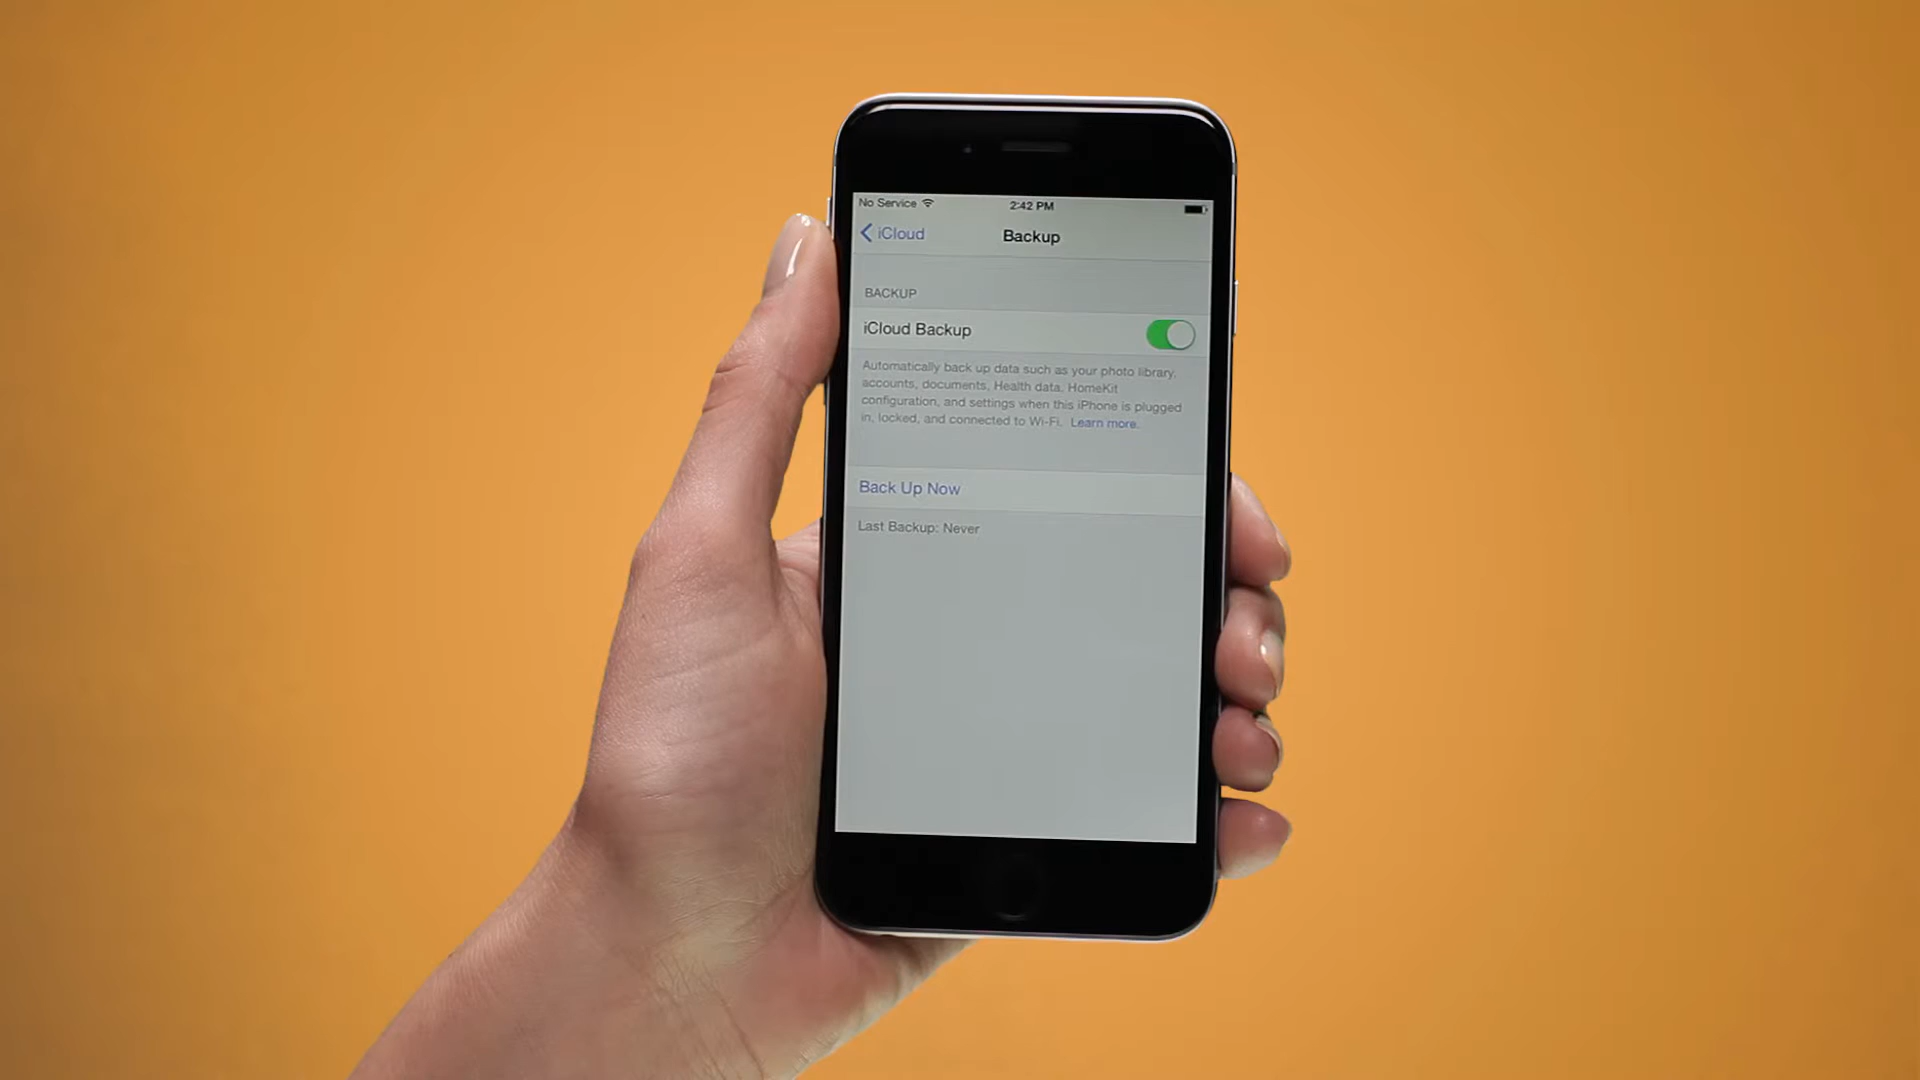 No Service 2:42 PM
iCloud Backup
BACKUP
iCloud Backup
Automatically back up data such as your photo library,
accounts, documents, Health data, HomeKit
configuration, and settings when this iPhone is plugged
in, locked, and connected to Wi-Fi. Learn more.
Back Up Now
Last Backup: Never